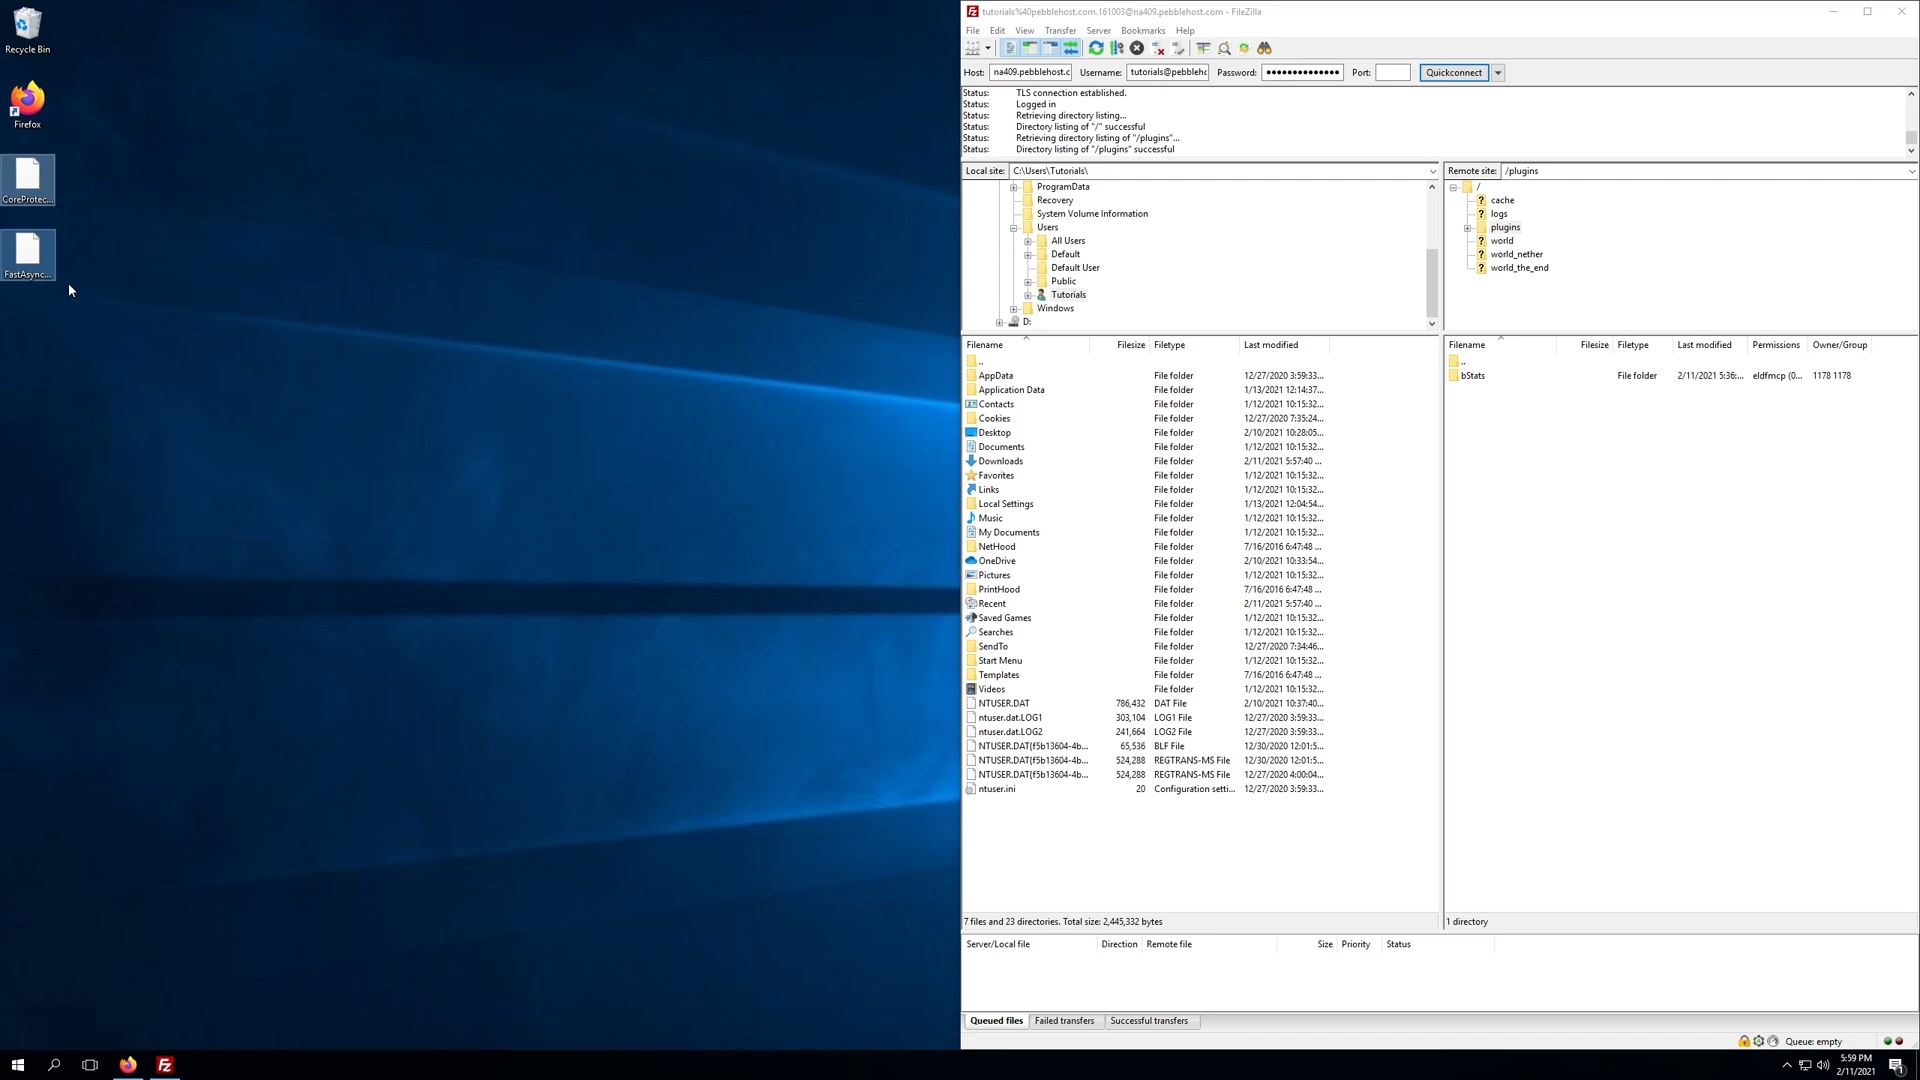 Recycle Bin
Firefox
CoreProtec...
FastAsync...
tutorials%40pebblehost.com.161003@na409.pebblehost.com - FileZilla
File Edit View Transfer Server Bookmarks Help
Host: na409.pebblehost.c Username: tutorials@pebbleho Password: Port: Quickconnect
Status: TLS connection established.
Status: Logged in
Status: Retrieving directory listing...
Status: Directory listing of "/" successful
Status: Retrieving directory listing of "/plugins"...
Status: Directory listing of "/plugins" successful
Local site: C:\Users\Tutorials\
ProgramData
Recovery
System Volume Information
Users
All Users
Default
Default User
Public
Tutorials
Windows
D:
Remote site: /plugins
/
cache
logs
plugins
world
world_nether
world_the_end
Filename Filesize Filetype Last modified
..
AppData File folder 12/27/2020 3:59:33...
Application Data File folder 1/13/2021 12:14:37...
Contacts File folder 1/12/2021 10:15:32...
Cookies File folder 12/27/2020 7:35:24...
Desktop File folder 2/10/2021 10:28:05...
Documents File folder 1/12/2021 10:15:32...
Downloads File folder 2/11/2021 5:57:40 ...
Favorites File folder 1/12/2021 10:15:32...
Links File folder 1/12/2021 10:15:32...
Local Settings File folder 1/13/2021 12:04:54...
Music File folder 1/12/2021 10:15:32...
My Documents File folder 1/12/2021 10:15:32...
NetHood File folder 7/16/2016 6:47:48 ...
OneDrive File folder 2/10/2021 10:33:54...
Pictures File folder 1/12/2021 10:15:32...
PrintHood File folder 7/16/2016 6:47:48 ...
Recent File folder 2/11/2021 5:57:40 ...
Saved Games File folder 1/12/2021 10:15:32...
Searches File folder 1/12/2021 10:15:32...
SendTo File folder 12/27/2020 7:34:46...
Start Menu File folder 1/12/2021 10:15:32...
Templates File folder 7/16/2016 6:47:48 ...
Videos File folder 1/12/2021 10:15:32...
NTUSER.DAT 786,432 DAT File 2/10/2021 10:37:40...
ntuser.dat.LOG1 303,104 LOG1 File 12/27/2020 3:59:33...
ntuser.dat.LOG2 241,664 LOG2 File 12/27/2020 3:59:33...
NTUSER.DAT{f5b13604-4b... 65,536 BLF File 12/30/2020 12:01:5...
NTUSER.DAT{f5b13604-4b... 524,288 REGTRANS-MS File 12/30/2020 12:01:5...
NTUSER.DAT{f5b13604-4b... 524,288 REGTRANS-MS File 12/27/2020 4:00:04...
ntuser.ini 20 Configuration setti... 12/27/2020 3:59:33...
7 files and 23 directories. Total size: 2,445,332 bytes
Filename Filesize Filetype Last modified Permissions Owner/Group
..
bStats File folder 2/11/2021 5:36:... eldfmcp (0... 1178 1178
1 directory
Server/Local file Direction Remote file Size Priority Status
Queued files Failed transfers Successful transfers
Queue: empty
5:59 PM
2/11/2021
1